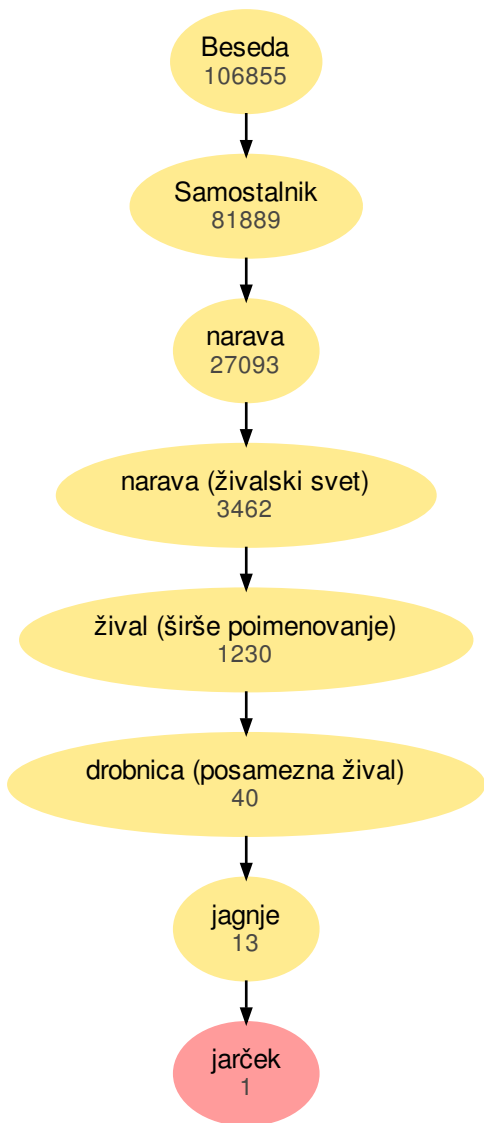 Beseda
106855
Samostalnik
81889
narava
27093
narava (živalski svet)
3462
žival (širše poimenovanje)
1230
drobnica (posamezna žival)
40
jagnje
13
jarček
1